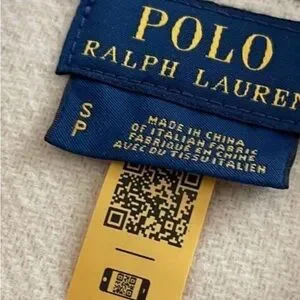 POLO
RALPH LAUREN
S
P
MADE IN CHINA
OF ITALIAN FABRIC
FABRIQUÉ EN CHINE
AVEC DU TISSU ITALIEN